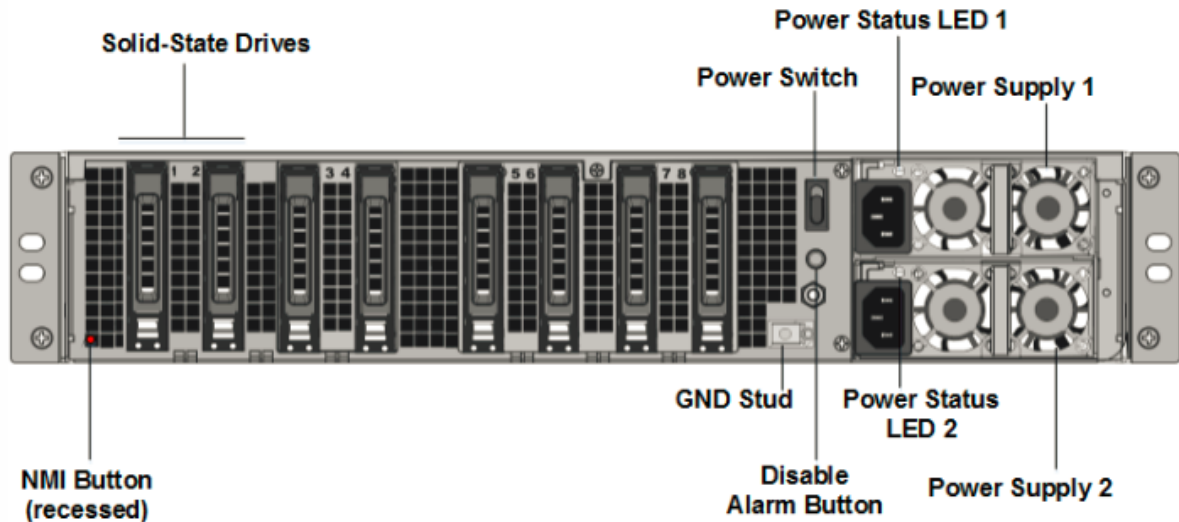 Power Status LED 1
Solid-State Drives
Power Switch
Power Supply 1
1 2
3 4
5 6
7 8
GND Stud
Power Status
LED 2
NMI Button
(recessed)
Disable
Alarm Button
Power Supply 2